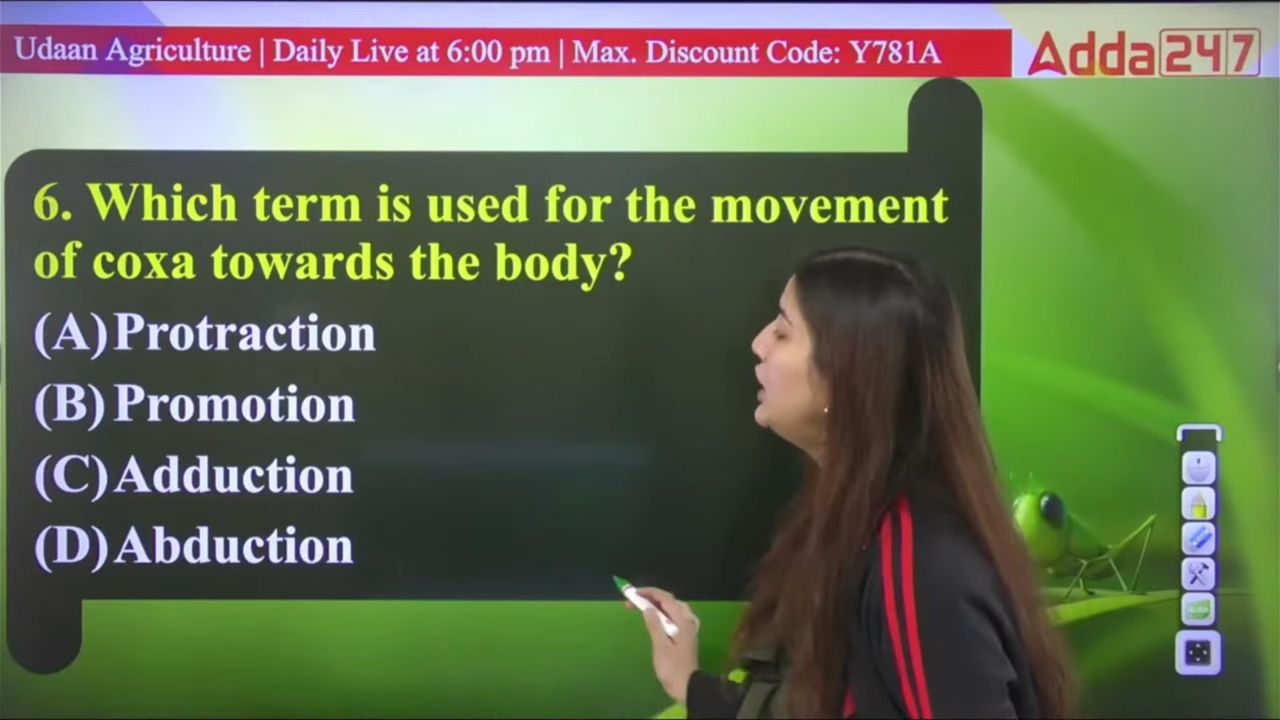 Udaan Agriculture | Daily Live at 6:00 pm | Max. Discount Code: Y781A
Adda247
6. Which term is used for the movement
of coxa towards the body?
(A) Protraction
(B) Promotion
(C) Adduction
(D) Abduction